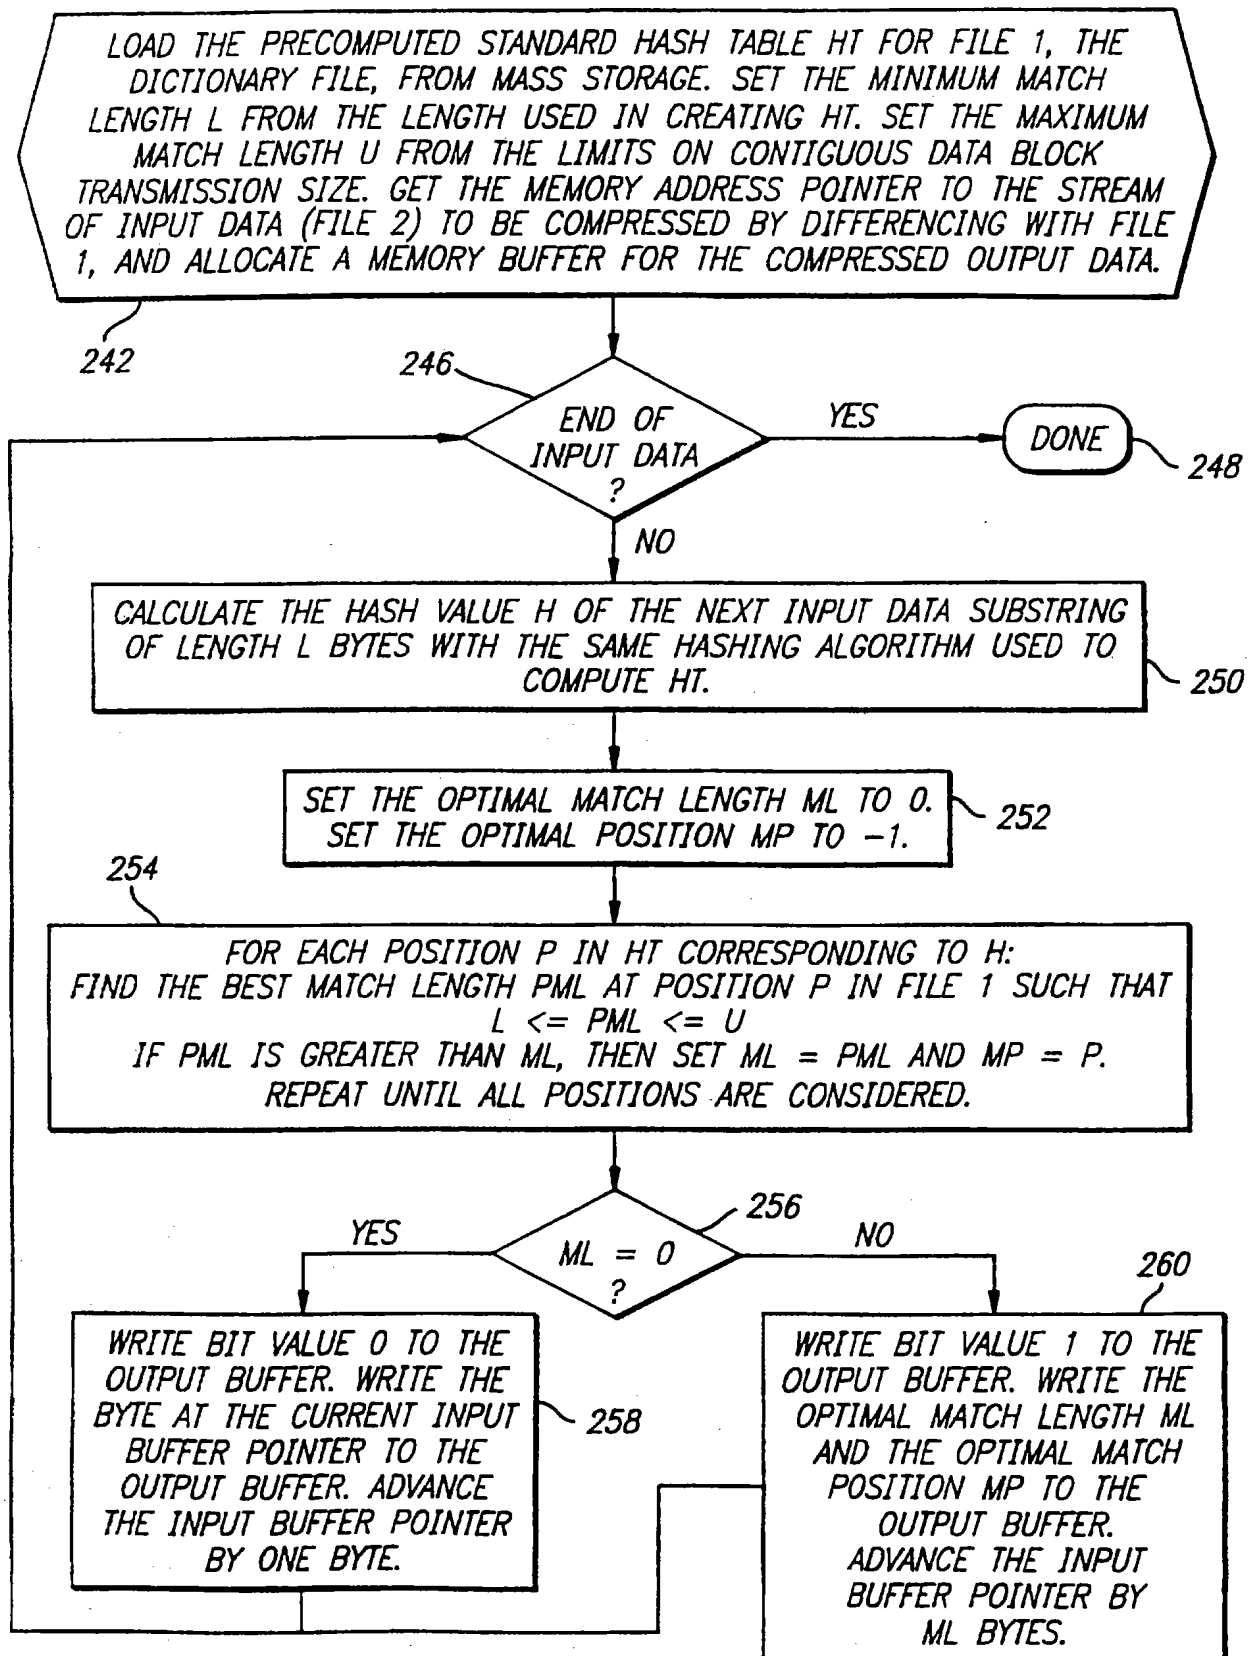 LOAD THE PRECOMPUTED STANDARD HASH TABLE HT FOR FILE 1, THE
DICTIONARY FILE, FROM MASS STORAGE. SET THE MINIMUM MATCH
LENGTH L FROM THE LENGTH USED IN CREATING HT. SET THE MAXIMUM
MATCH LENGTH U FROM THE LIMITS ON CONTIGUOUS DATA BLOCK
TRANSMISSION SIZE. GET THE MEMORY ADDRESS POINTER TO THE STREAM
OF INPUT DATA (FILE 2) TO BE COMPRESSED BY DIFFERENCING WITH FILE
1, AND ALLOCATE A MEMORY BUFFER FOR THE COMPRESSED OUTPUT DATA.
242
246
END OF
INPUT DATA
?
YES
DONE
248
NO
CALCULATE THE HASH VALUE H OF THE NEXT INPUT DATA SUBSTRING
OF LENGTH L BYTES WITH THE SAME HASHING ALGORITHM USED TO
COMPUTE HT.
250
SET THE OPTIMAL MATCH LENGTH ML TO 0.
SET THE OPTIMAL POSITION MP TO -1.
252
254
FOR EACH POSITION P IN HT CORRESPONDING TO H:
FIND THE BEST MATCH LENGTH PML AT POSITION P IN FILE 1 SUCH THAT
L <= PML <= U
IF PML IS GREATER THAN ML, THEN SET ML = PML AND MP = P.
REPEAT UNTIL ALL POSITIONS ARE CONSIDERED.
256
YES
ML = 0
?
NO
WRITE BIT VALUE 0 TO THE
OUTPUT BUFFER. WRITE THE
BYTE AT THE CURRENT INPUT
BUFFER POINTER TO THE
OUTPUT BUFFER. ADVANCE
THE INPUT BUFFER POINTER
BY ONE BYTE.
258
260
WRITE BIT VALUE 1 TO THE
OUTPUT BUFFER. WRITE THE
OPTIMAL MATCH LENGTH ML
AND THE OPTIMAL MATCH
POSITION MP TO THE
OUTPUT BUFFER.
ADVANCE THE INPUT
BUFFER POINTER BY
ML BYTES.